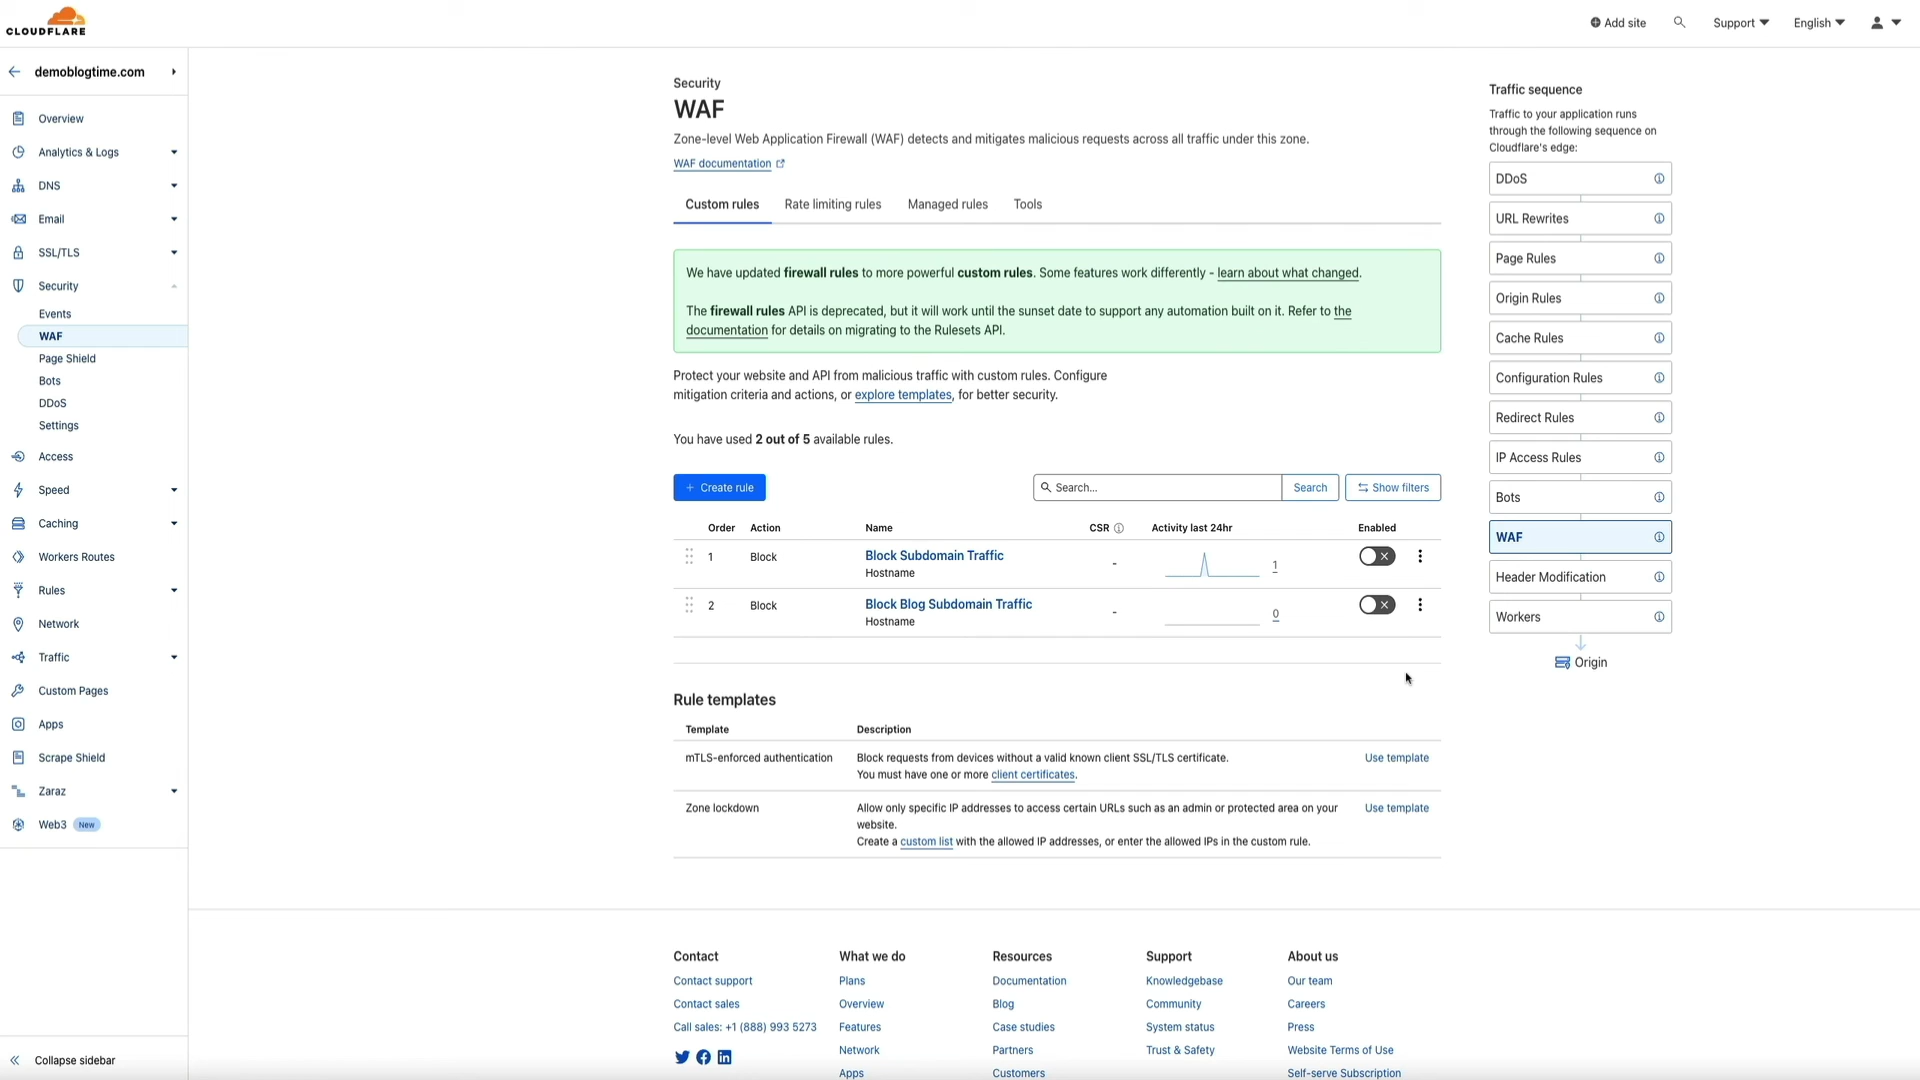 CLOUDFLARE
Add site
Support
English
demoblogtime.com
Overview
Analytics & Logs
DNS
Email
SSL/TLS
Security
Events
WAF
Page Shield
Bots
DDoS
Settings
Access
Speed
Caching
Workers Routes
Rules
Network
Traffic
Custom Pages
Apps
Scrape Shield
Zaraz
Web3 New
Collapse sidebar
Security
WAF
Zone-level Web Application Firewall (WAF) detects and mitigates malicious requests across all traffic under this zone.
WAF documentation
Custom rules Rate limiting rules Managed rules Tools
We have updated firewall rules to more powerful custom rules. Some features work differently - learn about what changed.
The firewall rules API is deprecated, but it will work until the sunset date to support any automation built on it. Refer to the
documentation for details on migrating to the Rulesets API.
Protect your website and API from malicious traffic with custom rules. Configure
mitigation criteria and actions, or explore templates, for better security.
You have used 2 out of 5 available rules.
+ Create rule
Search...
Search
Show filters
Order Action Name CSR Activity last 24hr Enabled
1 Block Block Subdomain Traffic - 1
Hostname
2 Block Block Blog Subdomain Traffic - 0
Hostname
Rule templates
Template Description
mTLS-enforced authentication Block requests from devices without a valid known client SSL/TLS certificate. Use template
You must have one or more client certificates.
Zone lockdown Allow only specific IP addresses to access certain URLs such as an admin or protected area on your Use template
website.
Create a custom list with the allowed IP addresses, or enter the allowed IPs in the custom rule.
Traffic sequence
Traffic to your application runs
through the following sequence on
Cloudflare's edge:
DDoS
URL Rewrites
Page Rules
Origin Rules
Cache Rules
Configuration Rules
Redirect Rules
IP Access Rules
Bots
WAF
Header Modification
Workers
Origin
Contact
Contact support
Contact sales
Call sales: +1 (888) 993 5273
What we do
Plans
Overview
Features
Network
Apps
Resources
Documentation
Blog
Case studies
Partners
Customers
Support
Knowledgebase
Community
System status
Trust & Safety
About us
Our team
Careers
Press
Website Terms of Use
Self-serve Subscription